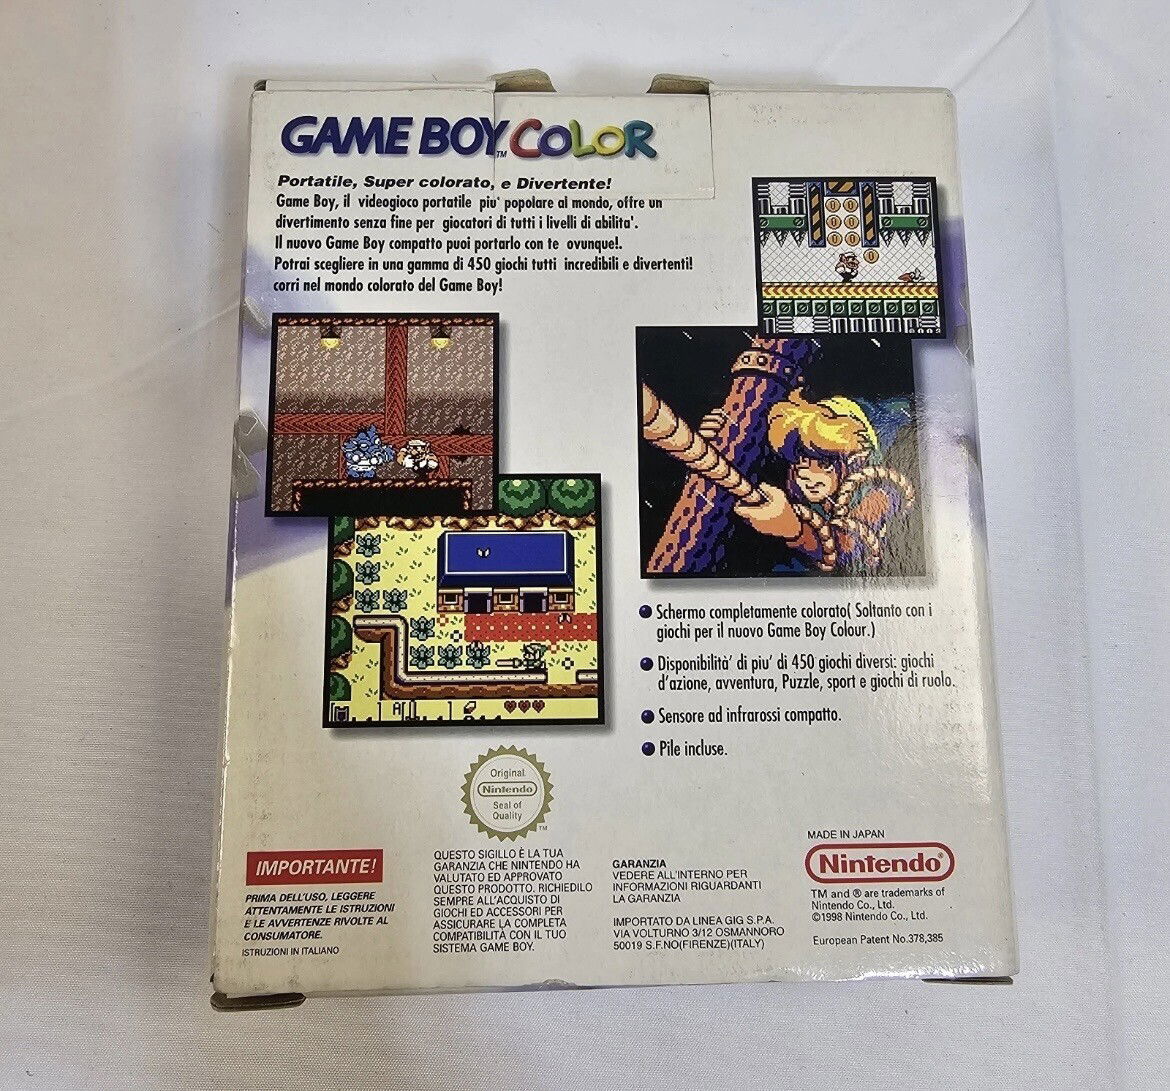 GAME BOY COLOR
TM
Portatile, Super colorato, e Divertente!
Game Boy, il videogioco portatile piu' popolare al mondo, offre un
divertimento senza fine per giocatori di tutti i livelli di abilita'.
Il nuovo Game Boy compatto puoi portarlo con te ovunque!.
Potrai scegliere in una gamma di 450 giochi tutti incredibili e divertenti!
corri nel mondo colorato del Game Boy!
Schermo completamente colorato( Soltanto con i
giochi per il nuovo Game Boy Colour.)
Disponibilità' di piu' di 450 giochi diversi: giochi
d'azione, avventura, Puzzle, sport e giochi di ruolo.
Sensore ad infrarossi compatto.
Pile incluse.
Original
Nintendo
Seal of
Quality
TM
IMPORTANTE!
PRIMA DELL'USO, LEGGERE
ATTENTAMENTE LE ISTRUZIONI
E LE AVVERTENZE RIVOLTE AL
CONSUMATORE.
ISTRUZIONI IN ITALIANO
QUESTO SIGILLO È LA TUA
GARANZIA CHE NINTENDO HA
VALUTATO ED APPROVATO
QUESTO PRODOTTO. RICHIEDILO
SEMPRE ALL'ACQUISTO DI
GIOCHI ED ACCESSORI PER
ASSICURARE LA COMPLETA
COMPATIBILITÀ CON IL TUO
SISTEMA GAME BOY.
GARANZIA
VEDERE ALL'INTERNO PER
INFORMAZIONI RIGUARDANTI
LA GARANZIA
IMPORTATO DA LINEA GIG S.P.A.
VIA VOLTURNO 3/12 OSMANNORO
50019 S.F.NO(FIRENZE)(ITALY)
MADE IN JAPAN
Nintendo®
TM and ® are trademarks of
Nintendo Co., Ltd.
©1998 Nintendo Co., Ltd.
European Patent No.378,385